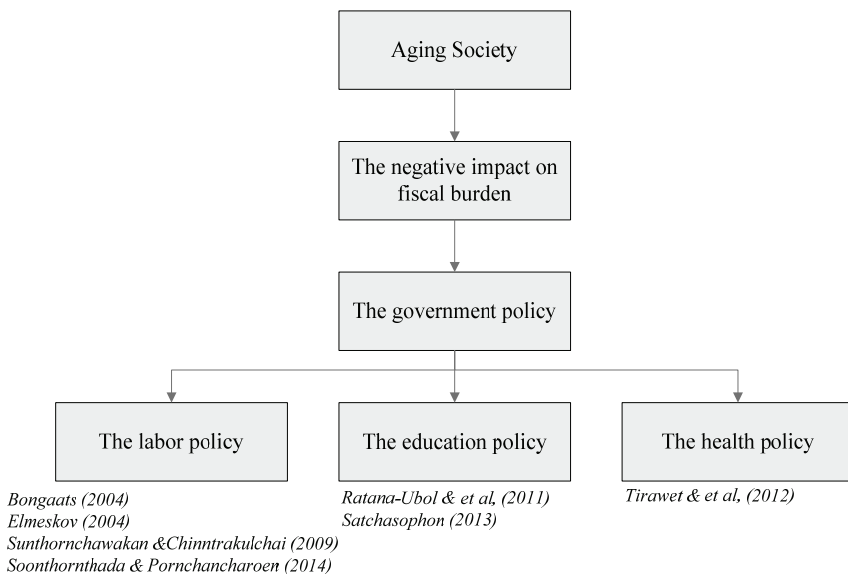 Aging Society
The negative impact on
fiscal burden
The government policy
The labor policy
The education policy
The health policy
Bongaats (2004)
Elmeskov (2004)
Sunthornchawakan &Chinntrakulchai (2009)
Soonthornthada & Pornchancharoen (2014)
Ratana-Ubol & et al, (2011)
Satchasophon (2013)
Tirawet & et al, (2012)